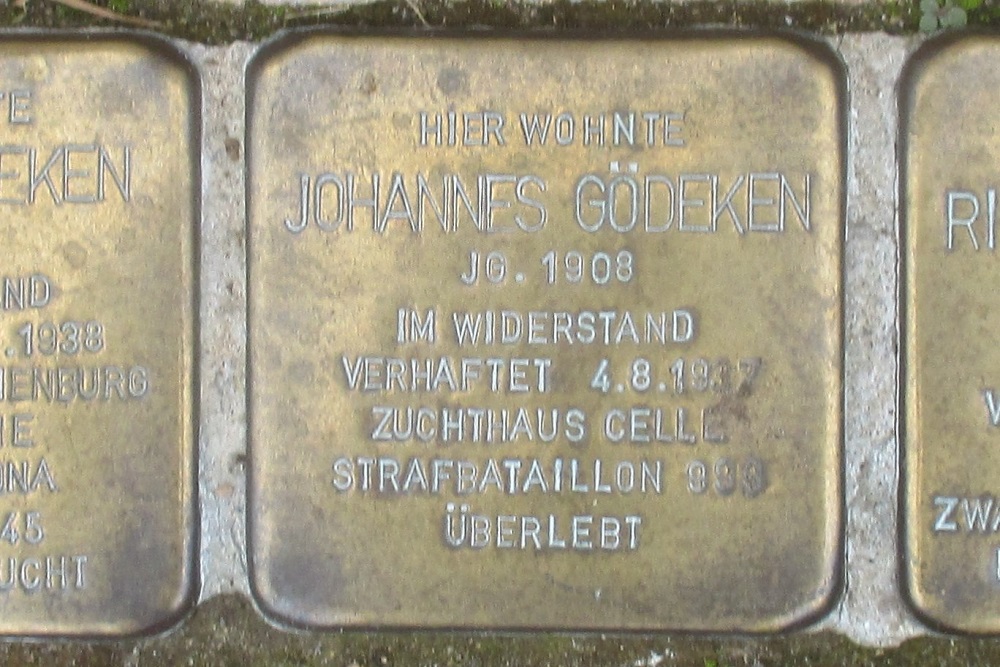 HIER WOHNTE
JOHANNES GÖDEKEN
JG. 1908
IM WIDERSTAND
VERHAFTET 4.8.1937
ZUCHTHAUS CELLE
STRAFBATAILLON 999
ÜBERLEBT